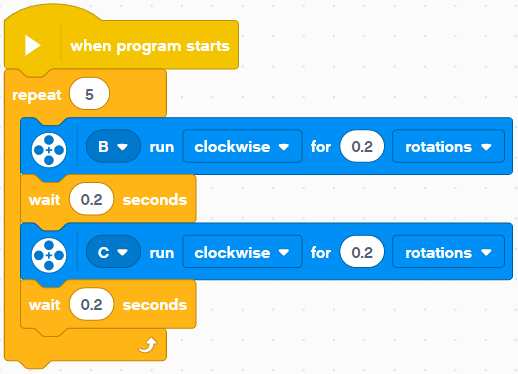 when program starts
repeat 5
B run clockwise for 0.2 rotations
wait 0.2 seconds
C run clockwise for 0.2 rotations
wait 0.2 seconds